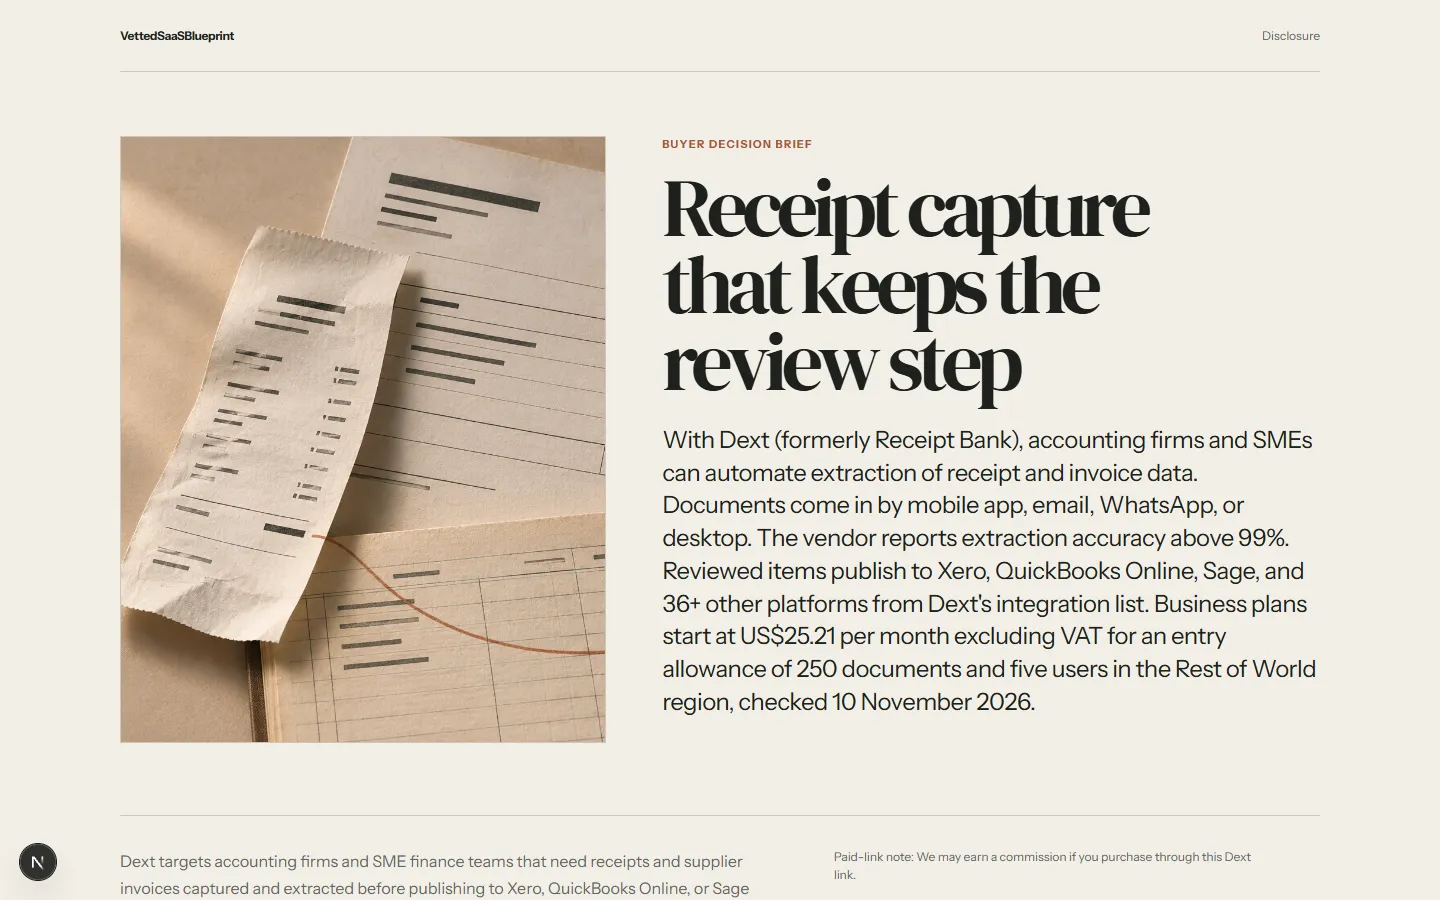 VettedSaaSBlueprint
Disclosure
BUYER DECISION BRIEF
Receipt capture
that keeps the
review step
With Dext (formerly Receipt Bank), accounting firms and SMEs
can automate extraction of receipt and invoice data.
Documents come in by mobile app, email, WhatsApp, or
desktop. The vendor reports extraction accuracy above 99%.
Reviewed items publish to Xero, QuickBooks Online, Sage, and
36+ other platforms from Dext's integration list. Business plans
start at US$25.21 per month excluding VAT for an entry
allowance of 250 documents and five users in the Rest of World
region, checked 10 November 2026.
Dext targets accounting firms and SME finance teams that need receipts and supplier
invoices captured and extracted before publishing to Xero, QuickBooks Online, or Sage
Paid-link note: We may earn a commission if you purchase through this Dext
link.
N